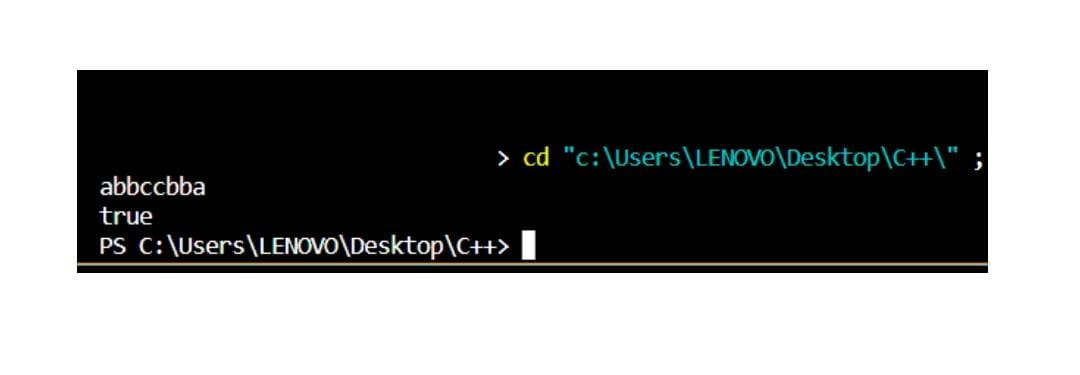 > cd "c:\Users\LENOVO\Desktop\C++\" ;
abbccbba
true
PS C:\Users\LENOVO\Desktop\C++>